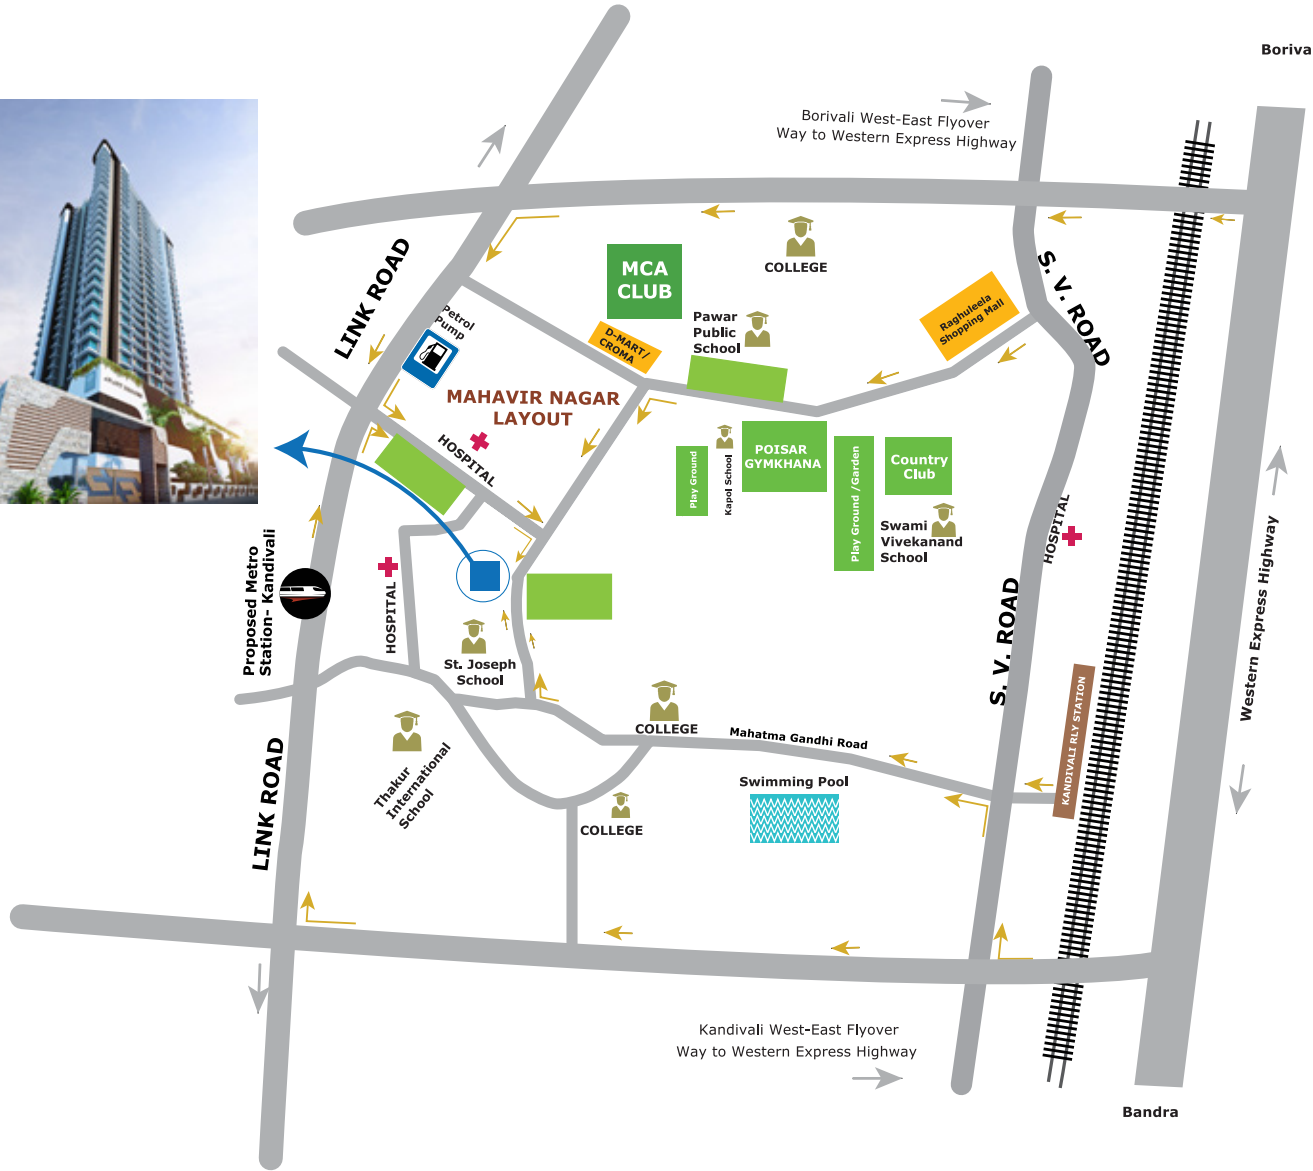 Boriva
Borivali West-East Flyover
Way to Western Express Highway
LINK ROAD
MCA
CLUB
COLLEGE
S. V. ROAD
Raghuleela
Shopping Mall
Petrol
Pump
D-MART/
CROMA
Pawar
Public
School
MAHAVIR NAGAR
LAYOUT
HOSPITAL
Play Ground
Kapol School
POISAR
GYMKHANA
Play Ground / Garden
Country
Club
Swami
Vivekanand
School
HOSPITAL
Western Express Highway
Proposed Metro
Station- Kandivali
HOSPITAL
St. Joseph
School
S. V. ROAD
KANDIVALI RLY STATION
COLLEGE
Mahatma Gandhi Road
Thakur
International
School
LINK ROAD
Swimming Pool
COLLEGE
Kandivali West-East Flyover
Way to Western Express Highway
Bandra